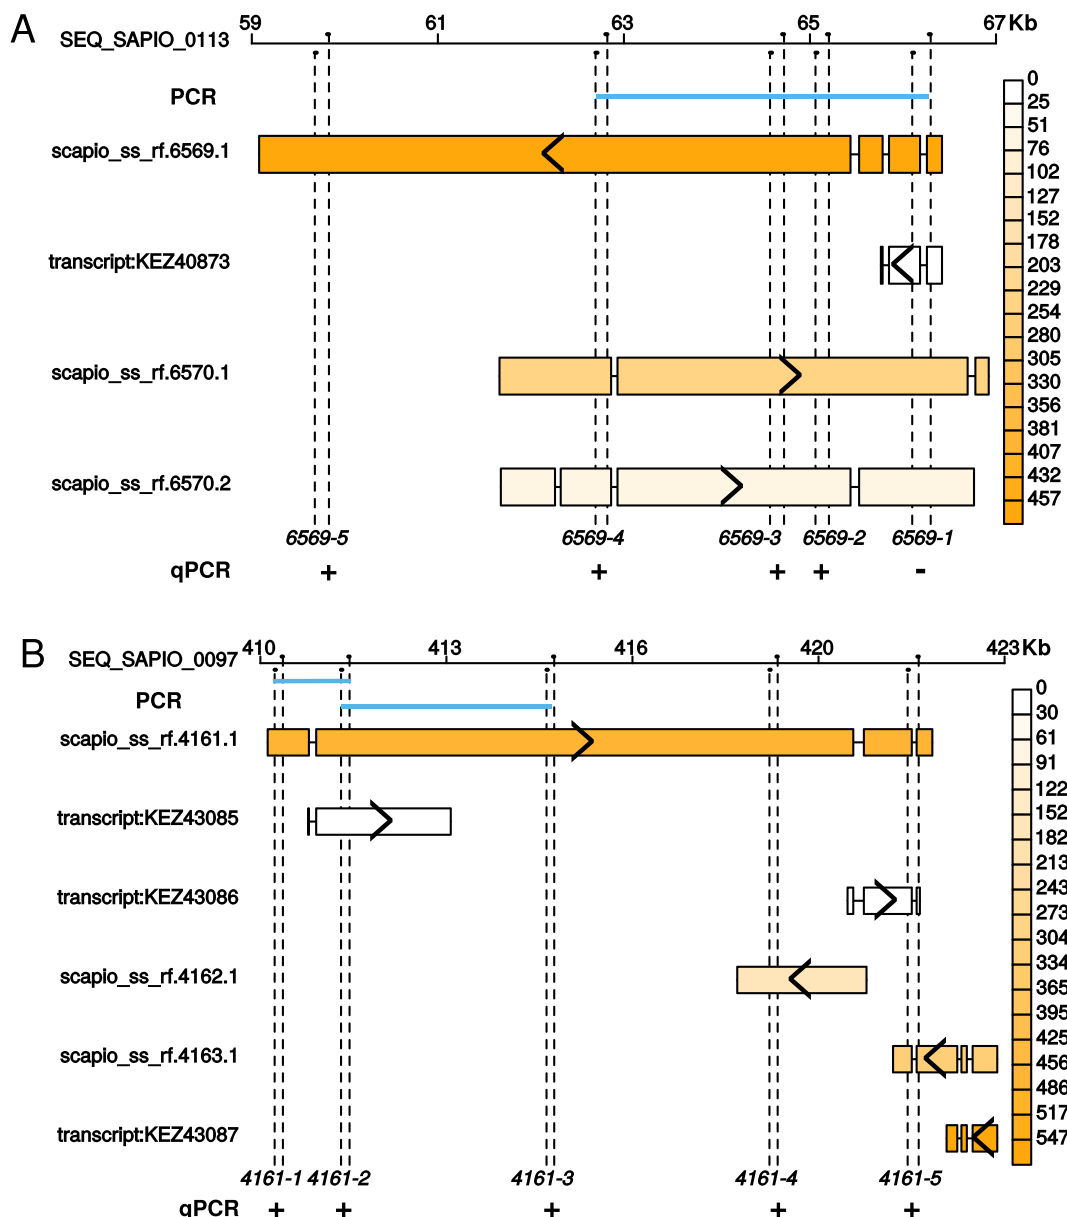 A
59 61 63 65 67 Kb
SEQ_SAPIO_0113
PCR
scapio_ss_rf.6569.1
transcript:KEZ40873
scapio_ss_rf.6570.1
scapio_ss_rf.6570.2
0
25
51
76
102
127
152
178
203
229
254
280
305
330
356
381
407
432
457
6569-5 6569-4 6569-3 6569-2 6569-1
qPCR + + + + -
B
410 413 416 420 423 Kb
SEQ_SAPIO_0097
PCR
scapio_ss_rf.4161.1
transcript:KEZ43085
transcript:KEZ43086
scapio_ss_rf.4162.1
scapio_ss_rf.4163.1
transcript:KEZ43087
0
30
61
91
122
152
182
213
243
273
304
334
365
395
425
456
486
517
547
4161-1 4161-2 4161-3 4161-4 4161-5
qPCR + + + + +